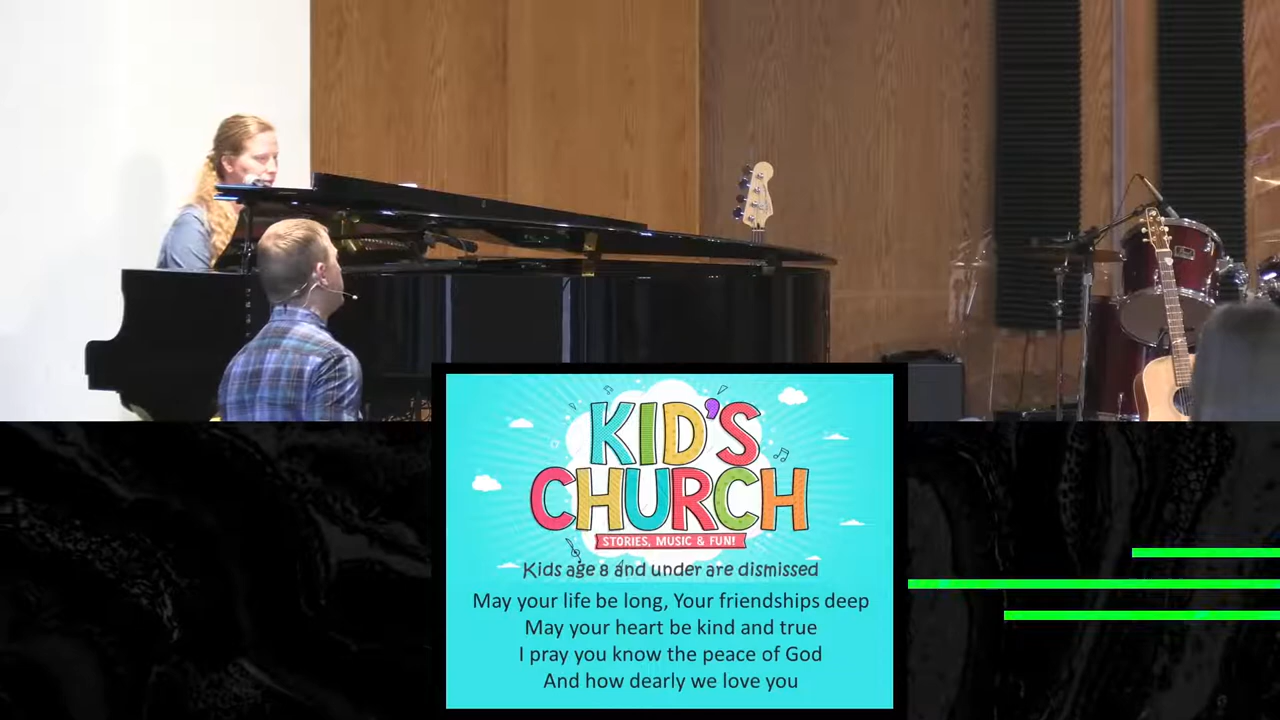 KID'S
CHURCH
STORIES, MUSIC & FUN!
Kids age 8 and under are dismissed
May your life be long, Your friendships deep
May your heart be kind and true
I pray you know the peace of God
And how dearly we love you